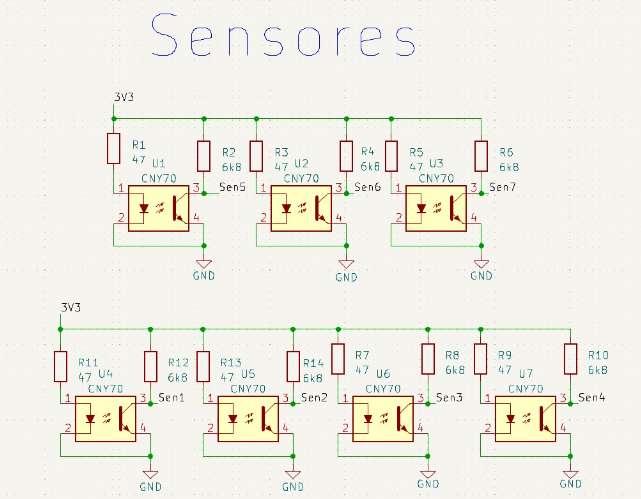 Sensores
3V3
R1 47 U1 CNY70 R2 6k8 R3 47 U2 CNY70 R4 6k8 R5 47 U3 CNY70 R6 6k8
1 3 Sen5 1 3 Sen6 1 3 Sen7
2 4 2 4 2 4
GND GND GND
3V3
R11 47 U4 CNY70 R12 6k8 R13 47 U5 CNY70 R14 6k8 R7 47 U6 CNY70 R8 6k8 R9 47 U7 CNY70 R10 6k8
1 3 Sen1 1 3 Sen2 1 3 Sen3 1 3 Sen4
2 4 2 4 2 4 2 4
GND GND GND GND